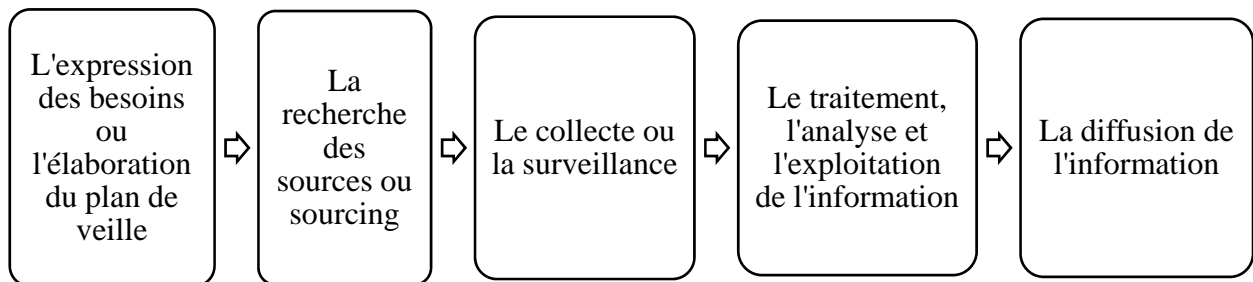 L'expression
des besoins
ou
l'élaboration
du plan de
veille
La
recherche
des
sources ou
sourcing
Le collecte ou
la surveillance
Le traitement,
l'analyse et
l'exploitation
de l'information
La diffusion de
l'information